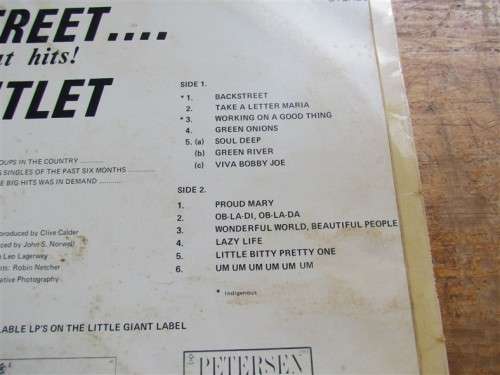 TREET....
at hits!
TLET
SIDE 1.
* 1. BACKSTREET
2. TAKE A LETTER MARIA
* 3. WORKING ON A GOOD THING
4. GREEN ONIONS
5. (a) SOUL DEEP
(b) GREEN RIVER
(c) VIVA BOBBY JOE
OUPS IN THE COUNTRY ..........
S SINGLES OF THE PAST SIX MONTHS ..........
E BIG HITS WAS IN DEMAND ..........
SIDE 2.
1. PROUD MARY
2. OB-LA-DI, OB-LA-DA
3. WONDERFUL WORLD, BEAUTIFUL PEOPLE
4. LAZY LIFE
5. LITTLE BITTY PRETTY ONE
6. UM UM UM UM UM UM
* Indigenous
roduced by Clive Calder
ced by John S. Norwell
Leo Lagerwey
ts: Robin Netcher
ative Photography
LABLE LP'S ON THE LITTLE GIANT LABEL
PETERSEN